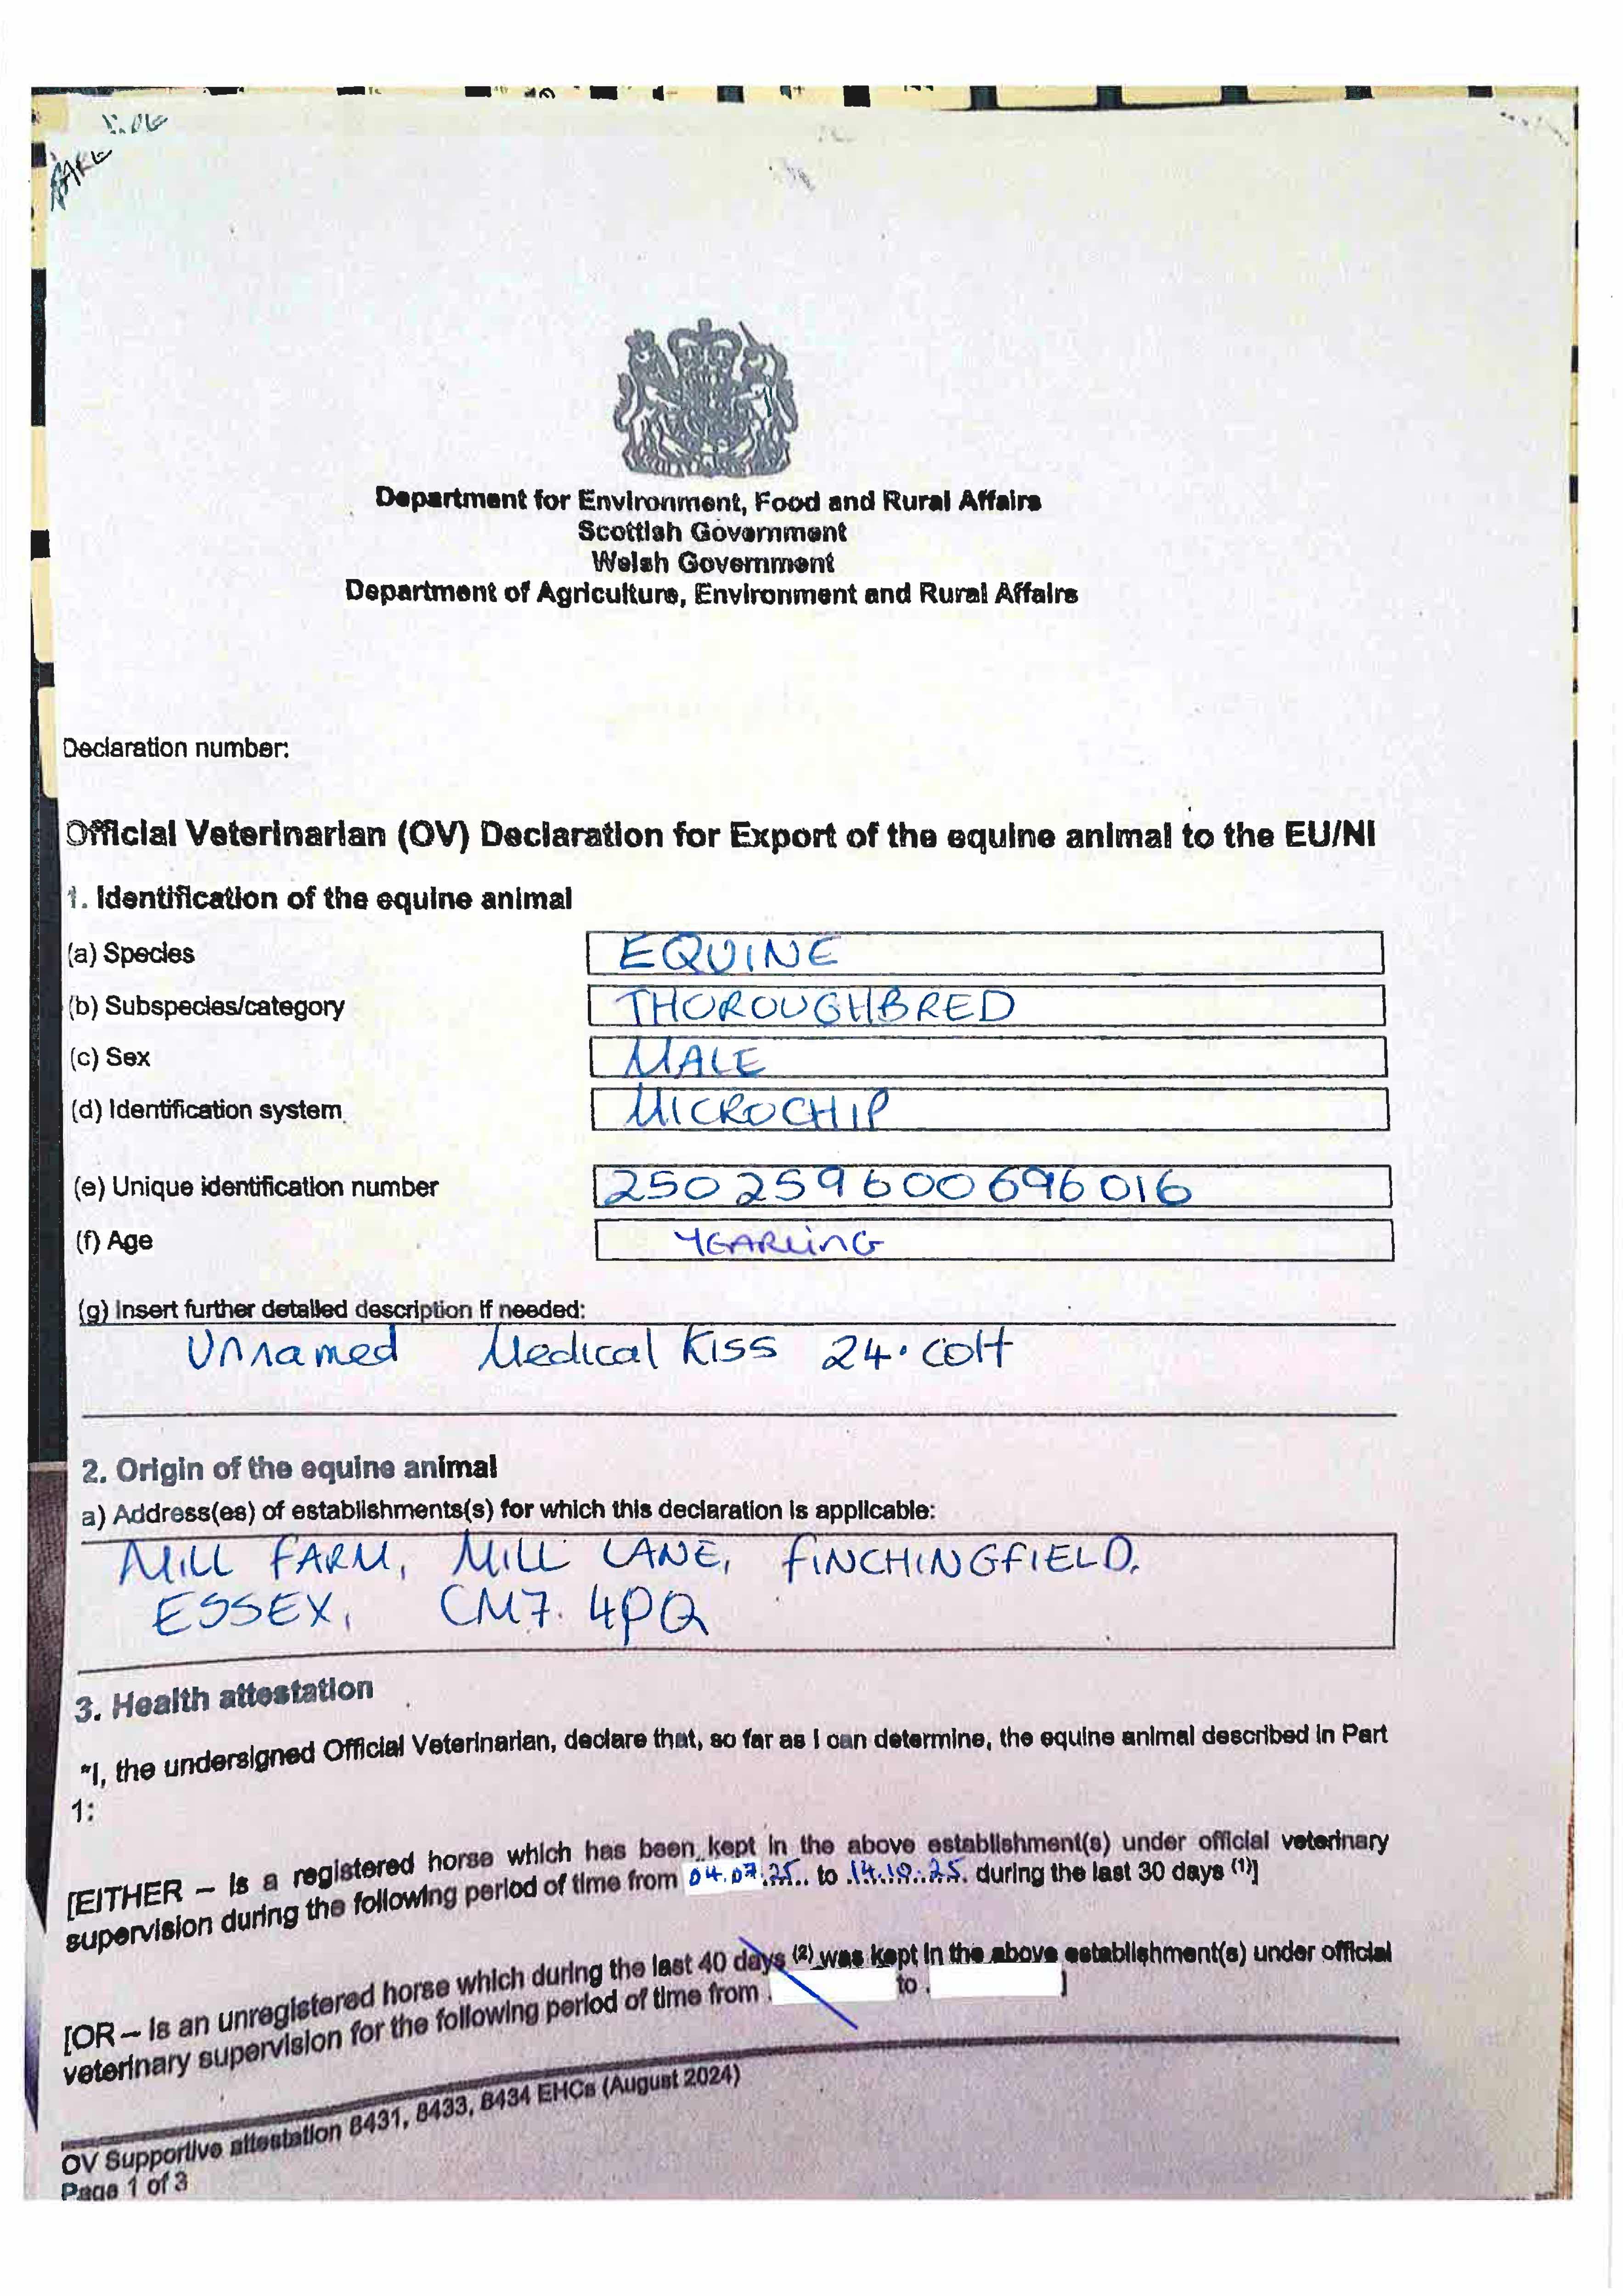 Department for Environment, Food and Rural Affairs
Scottish Government
Welsh Government
Department of Agriculture, Environment and Rural Affairs
Declaration number:
Official Veterinarian (OV) Declaration for Export of the equine animal to the EU/NI
1. Identification of the equine animal
(a) Species EQUINE
(b) Subspecies/category THOROUGHBRED
(c) Sex MALE
(d) Identification system MICROCHIP
(e) Unique identification number 250259600696016
(f) Age YEARLING
(g) Insert further detailed description if needed:
Unnamed Medical Kiss 24. Colt
2. Origin of the equine animal
a) Address(es) of establishments(s) for which this declaration is applicable:
MILL FARM, MILL LANE, FINCHINGFIELD.
ESSEX, CM7. 4PQ
3. Health attestation
*I, the undersigned Official Veterinarian, declare that, so far as I can determine, the equine animal described in Part
1:
[EITHER – Is a registered horse which has been kept in the above establishment(s) under official veterinary
supervision during the following period of time from 04.07.25.. to .14.10.25. during the last 30 days (1)]
[OR – Is an unregistered horse which during the last 40 days (2) was kept in the above establishment(s) under official
veterinary supervision for the following period of time from . to . ]
OV Supportive attestation 8431, 8433, 8434 EHCs (August 2024)
Page 1 of 3